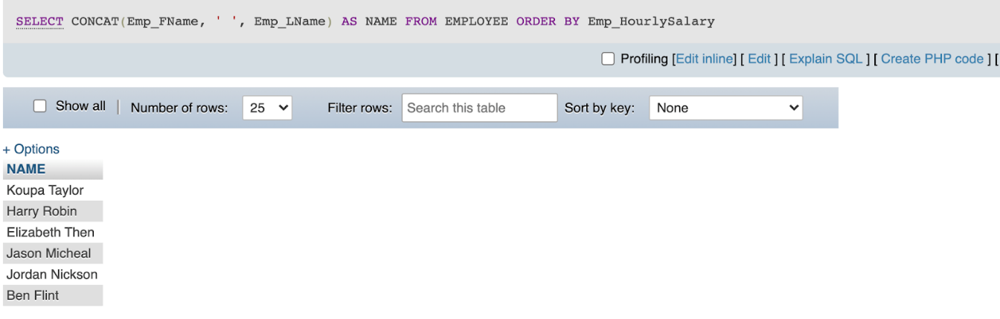 SELECT CONCAT(Emp_FName, ' ', Emp_LName) AS NAME FROM EMPLOYEE ORDER BY Emp_HourlySalary
Profiling [Edit inline] [ Edit ] [ Explain SQL ] [ Create PHP code ] [
Show all | Number of rows: 25 Filter rows: Search this table Sort by key: None
+ Options
NAME
Koupa Taylor
Harry Robin
Elizabeth Then
Jason Micheal
Jordan Nickson
Ben Flint